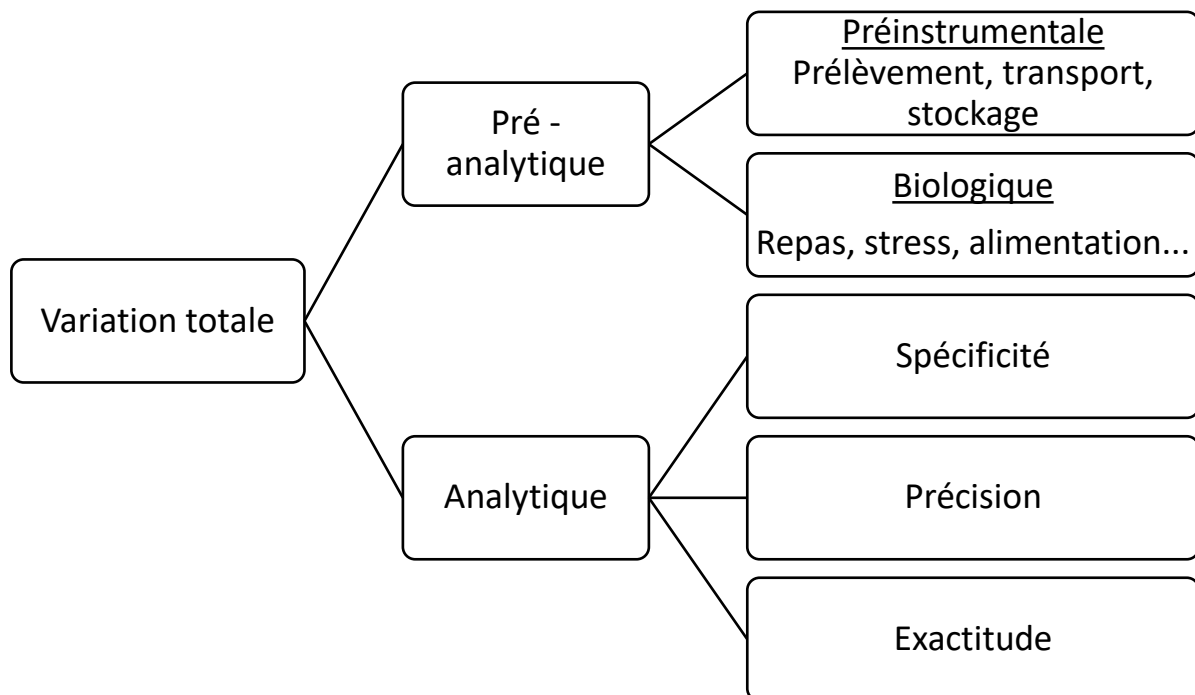 Variation totale
Pré -
analytique
Préinstrumentale
Prélèvement, transport,
stockage
Biologique
Repas, stress, alimentation...
Analytique
Spécificité
Précision
Exactitude